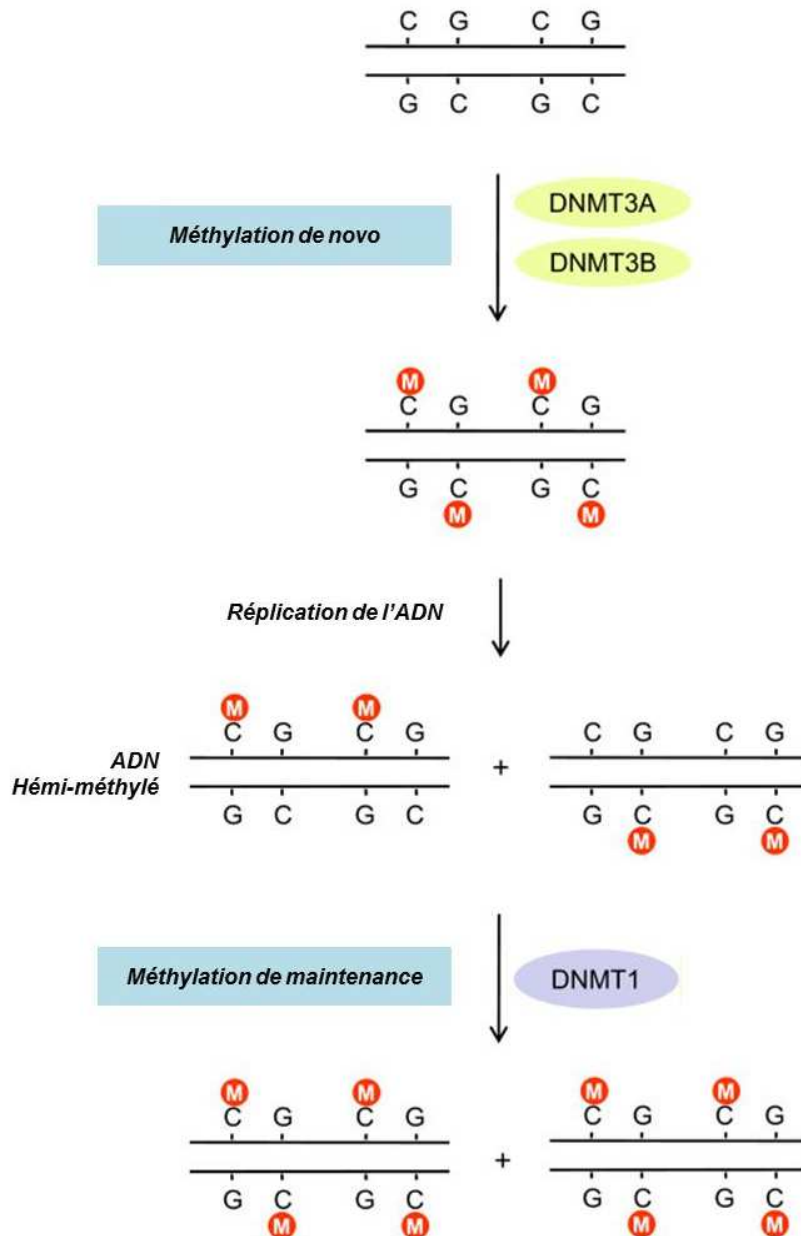 C G C G
G C G C
DNMT3A
Méthylation de novo
DNMT3B
M M
C G C G
G C G C
M M
Réplication de l'ADN
M M
C G C G + C G C G
ADN
Hémi-méthylé
G C G C G C G C
M M
Méthylation de maintenance DNMT1
M M M M
C G C G + C G C G
G C G C G C G C
M M M M